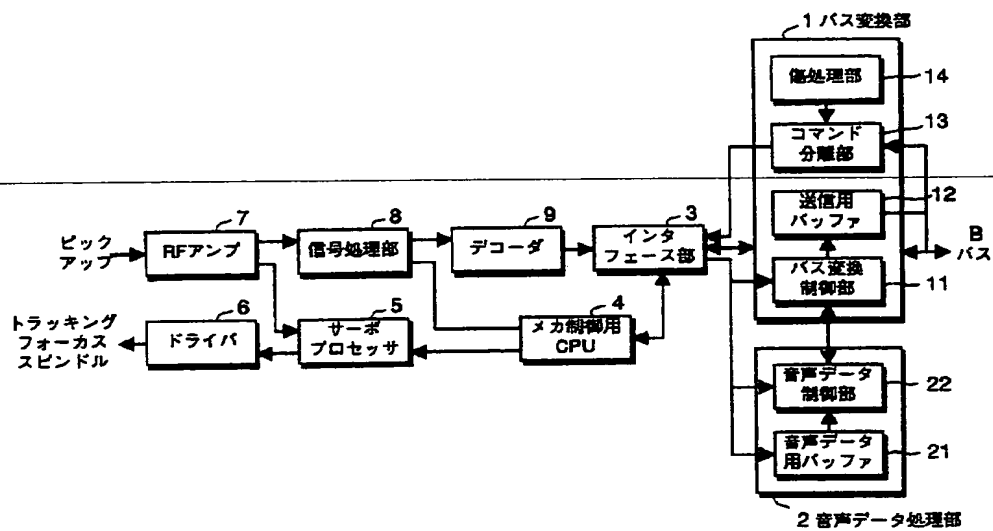 1 バス変換部
傷処理部
14
コマンド
分離部
13
送信用
バッファ
12
バス変換
制御部
11
B
バス
ピック
アップ
RFアンプ
7
信号処理部
8
デコーダ
9
インタ
フェース部
3
メカ制御用
CPU
4
サーボ
プロセッサ
5
ドライバ
6
トラッキング
フォーカス
スピンドル
音声データ
制御部
22
音声データ
用バッファ
21
2 音声データ処理部